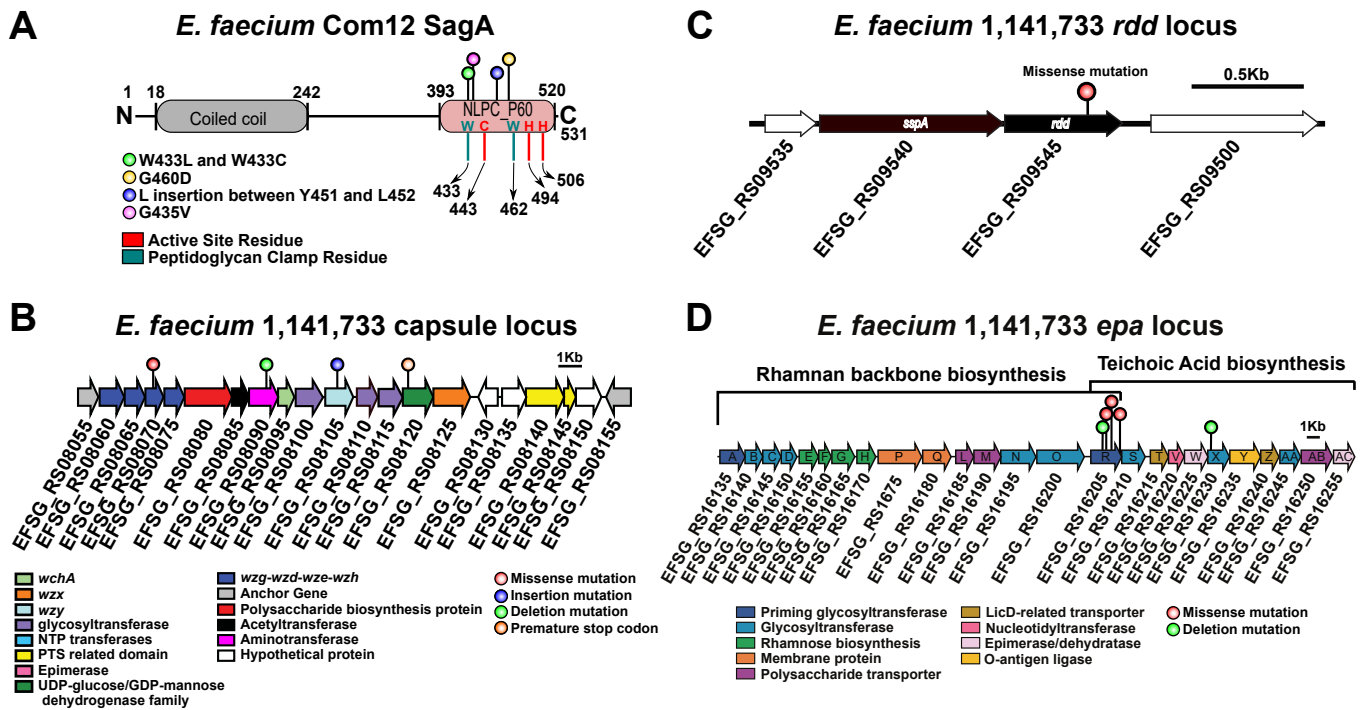 A
E. faecium Com12 SagA
1 18 242 393 520
N Coiled coil NLPC_P60 C
W C W H H
531
433 443 462 494 506
W433L and W433C
G460D
L insertion between Y451 and L452
G435V
Active Site Residue
Peptidoglycan Clamp Residue
B
E. faecium 1,141,733 capsule locus
1Kb
EFSG_RS08055
EFSG_RS08060
EFSG_RS08065
EFSG_RS08070
EFSG_RS08075
EFSG_RS08080
EFSG_RS08085
EFSG_RS08090
EFSG_RS08095
EFSG_RS08100
EFSG_RS08105
EFSG_RS08110
EFSG_RS08115
EFSG_RS08120
EFSG_RS08125
EFSG_RS08130
EFSG_RS08135
EFSG_RS08140
EFSG_RS08145
EFSG_RS08150
EFSG_RS08155
wchA
wzx
wzy
glycosyltransferase
NTP transferases
PTS related domain
Epimerase
UDP-glucose/GDP-mannose
dehydrogenase family
wzg-wzd-wze-wzh
Anchor Gene
Polysaccharide biosynthesis protein
Acetyltransferase
Aminotransferase
Hypothetical protein
Missense mutation
Insertion mutation
Deletion mutation
Premature stop codon
C
E. faecium 1,141,733 rdd locus
Missense mutation
0.5Kb
sspA rdd
EFSG_RS09535
EFSG_RS09540
EFSG_RS09545
EFSG_RS09500
D
E. faecium 1,141,733 epa locus
Teichoic Acid biosynthesis
Rhamnan backbone biosynthesis
1Kb
A B C D E F G H P Q L M N O R S T V W X Y Z AA AB AC
EFSG_RS16135
EFSG_RS16140
EFSG_RS16145
EFSG_RS16150
EFSG_RS16155
EFSG_RS16160
EFSG_RS16165
EFSG_RS16170
EFSG_RS1675
EFSG_RS16180
EFSG_RS16185
EFSG_RS16190
EFSG_RS16195
EFSG_RS16200
EFSG_RS16205
EFSG_RS16210
EFSG_RS16215
EFSG_RS16220
EFSG_RS16225
EFSG_RS16230
EFSG_RS16235
EFSG_RS16240
EFSG_RS16245
EFSG_RS16250
EFSG_RS16255
Priming glycosyltransferase
Glycosyltransferase
Rhamnose biosynthesis
Membrane protein
Polysaccharide transporter
LicD-related transporter
Nucleotidyltransferase
Epimerase/dehydratase
O-antigen ligase
Missense mutation
Deletion mutation